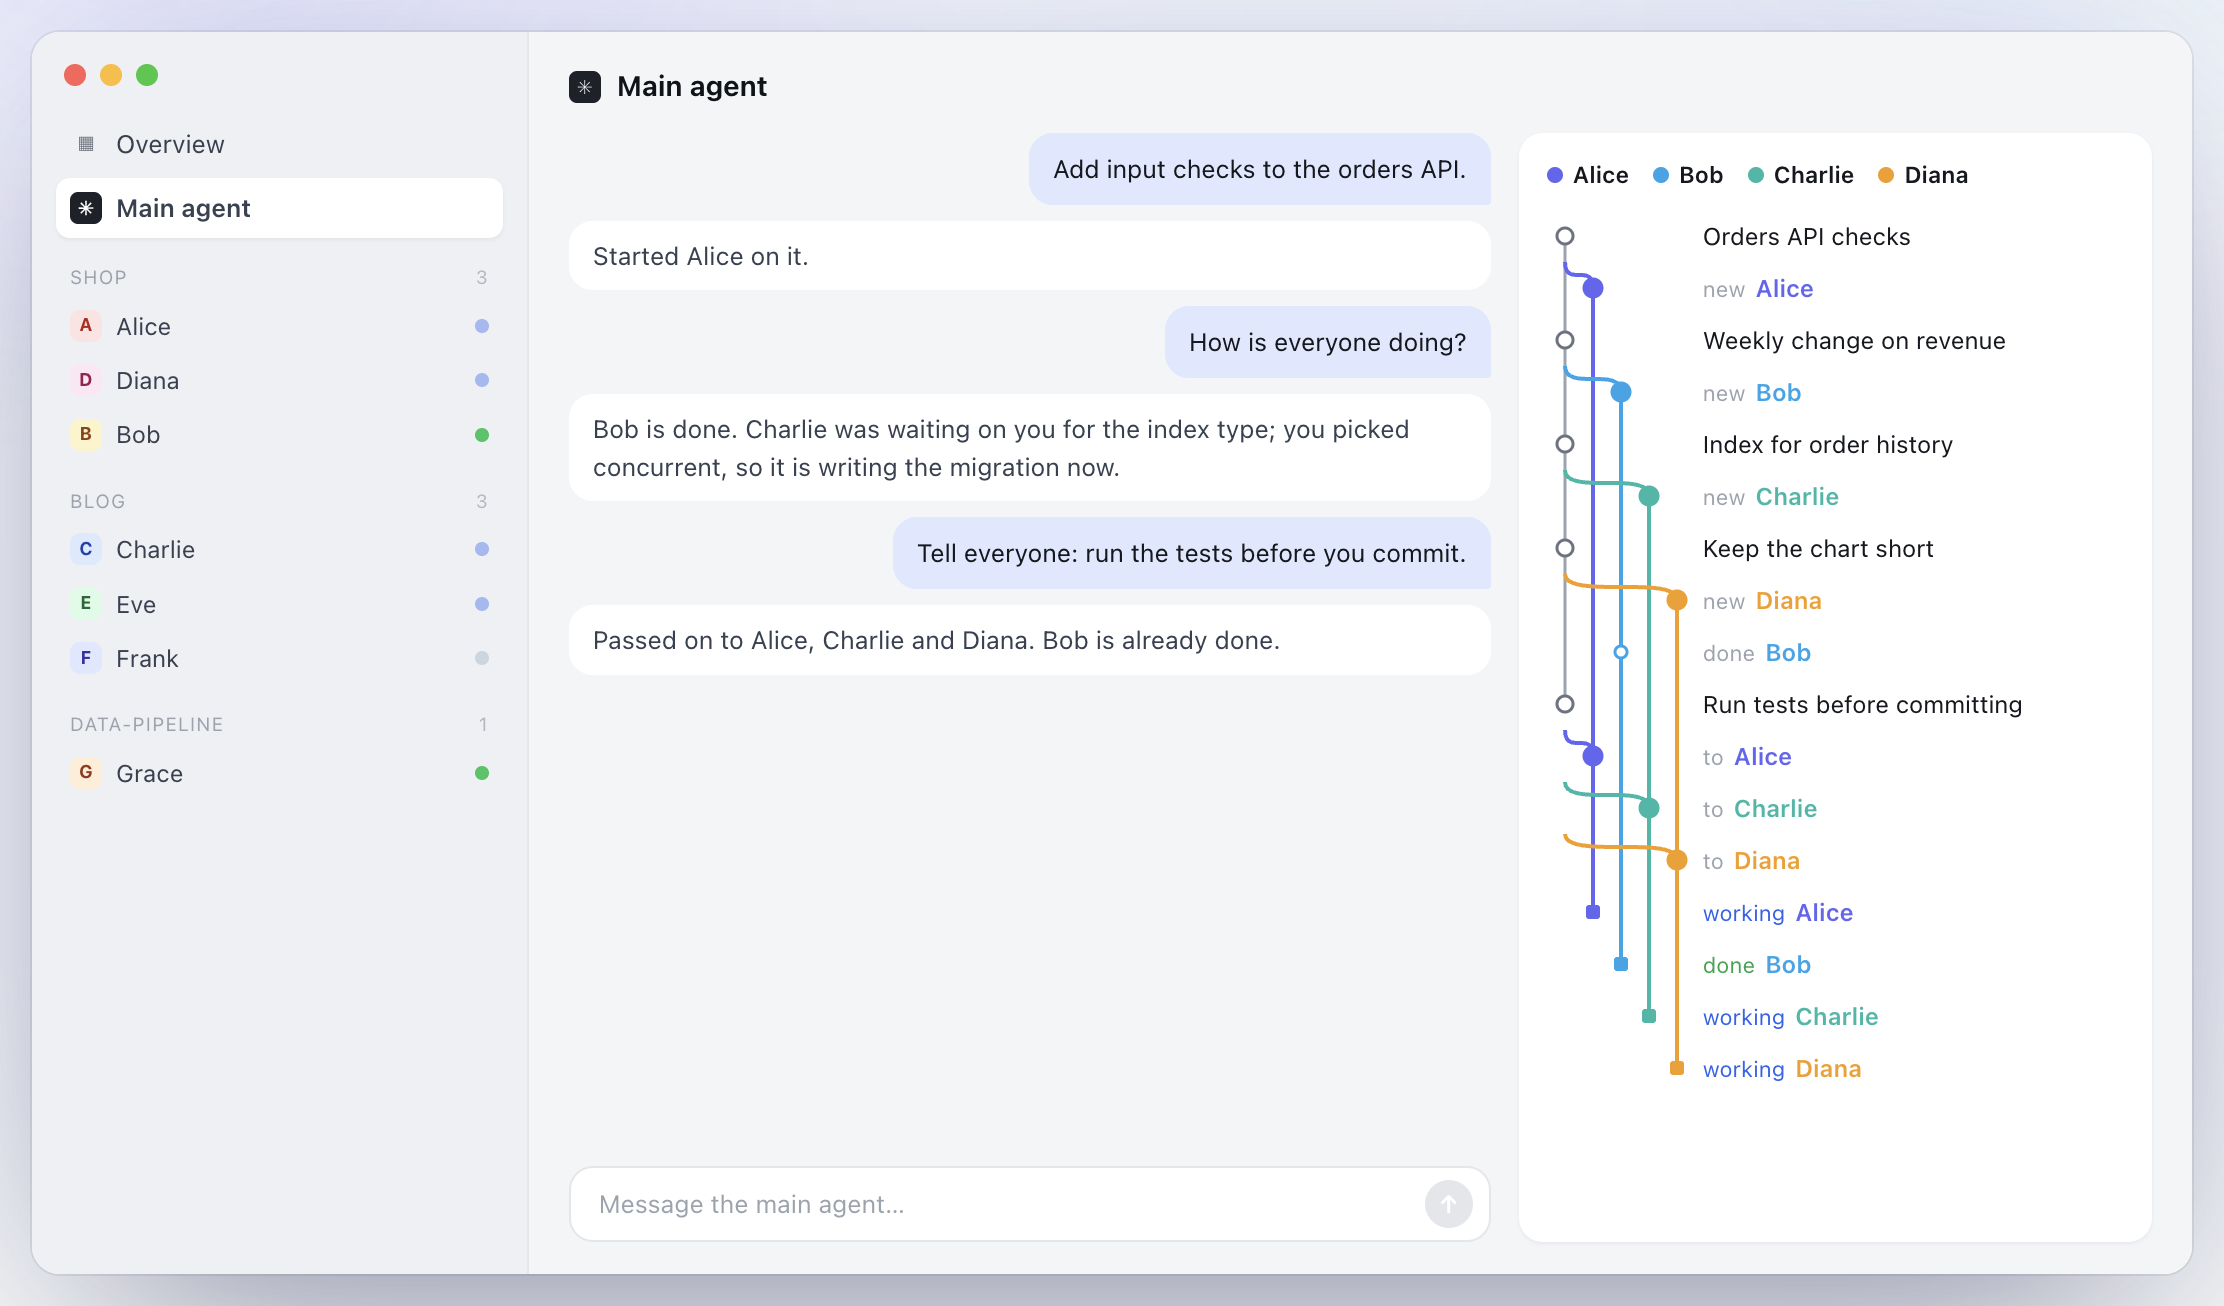 Overview
Main agent
SHOP 3
A Alice
D Diana
B Bob
BLOG 3
C Charlie
E Eve
F Frank
DATA-PIPELINE 1
G Grace
Main agent
Add input checks to the orders API.
Started Alice on it.
How is everyone doing?
Bob is done. Charlie was waiting on you for the index type; you picked
concurrent, so it is writing the migration now.
Tell everyone: run the tests before you commit.
Passed on to Alice, Charlie and Diana. Bob is already done.
Message the main agent...
Alice Bob Charlie Diana
Orders API checks
new Alice
Weekly change on revenue
new Bob
Index for order history
new Charlie
Keep the chart short
new Diana
done Bob
Run tests before committing
to Alice
to Charlie
to Diana
working Alice
done Bob
working Charlie
working Diana